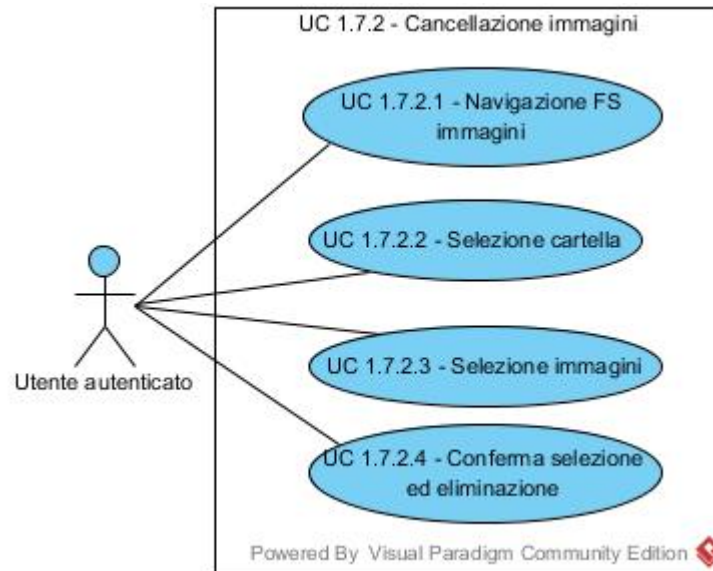 UC 1.7.2 - Cancellazione immagini
UC 1.7.2.1 - Navigazione FS
immagini
UC 1.7.2.2 - Selezione cartella
Utente autenticato
UC 1.7.2.3 - Selezione immagini
UC 1.7.2.4 - Conferma selezione
ed eliminazione
Powered By Visual Paradigm Community Edition